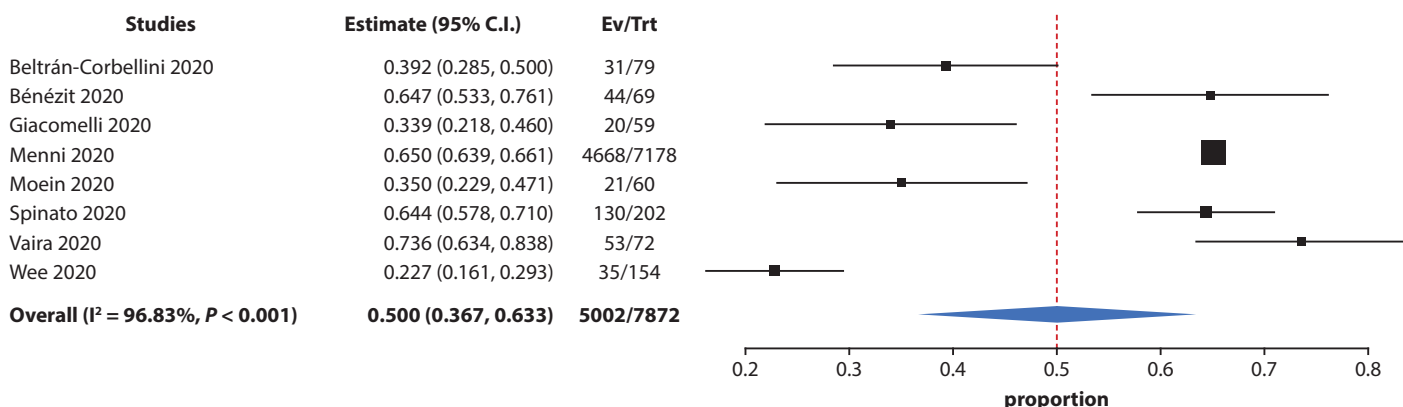 Studies Estimate (95% C.I.) Ev/Trt
Beltrán-Corbellini 2020 0.392 (0.285, 0.500) 31/79
Bénézit 2020 0.647 (0.533, 0.761) 44/69
Giacomelli 2020 0.339 (0.218, 0.460) 20/59
Menni 2020 0.650 (0.639, 0.661) 4668/7178
Moein 2020 0.350 (0.229, 0.471) 21/60
Spinato 2020 0.644 (0.578, 0.710) 130/202
Vaira 2020 0.736 (0.634, 0.838) 53/72
Wee 2020 0.227 (0.161, 0.293) 35/154
Overall (I² = 96.83%, P < 0.001) 0.500 (0.367, 0.633) 5002/7872
0.2 0.3 0.4 0.5 0.6 0.7 0.8
proportion